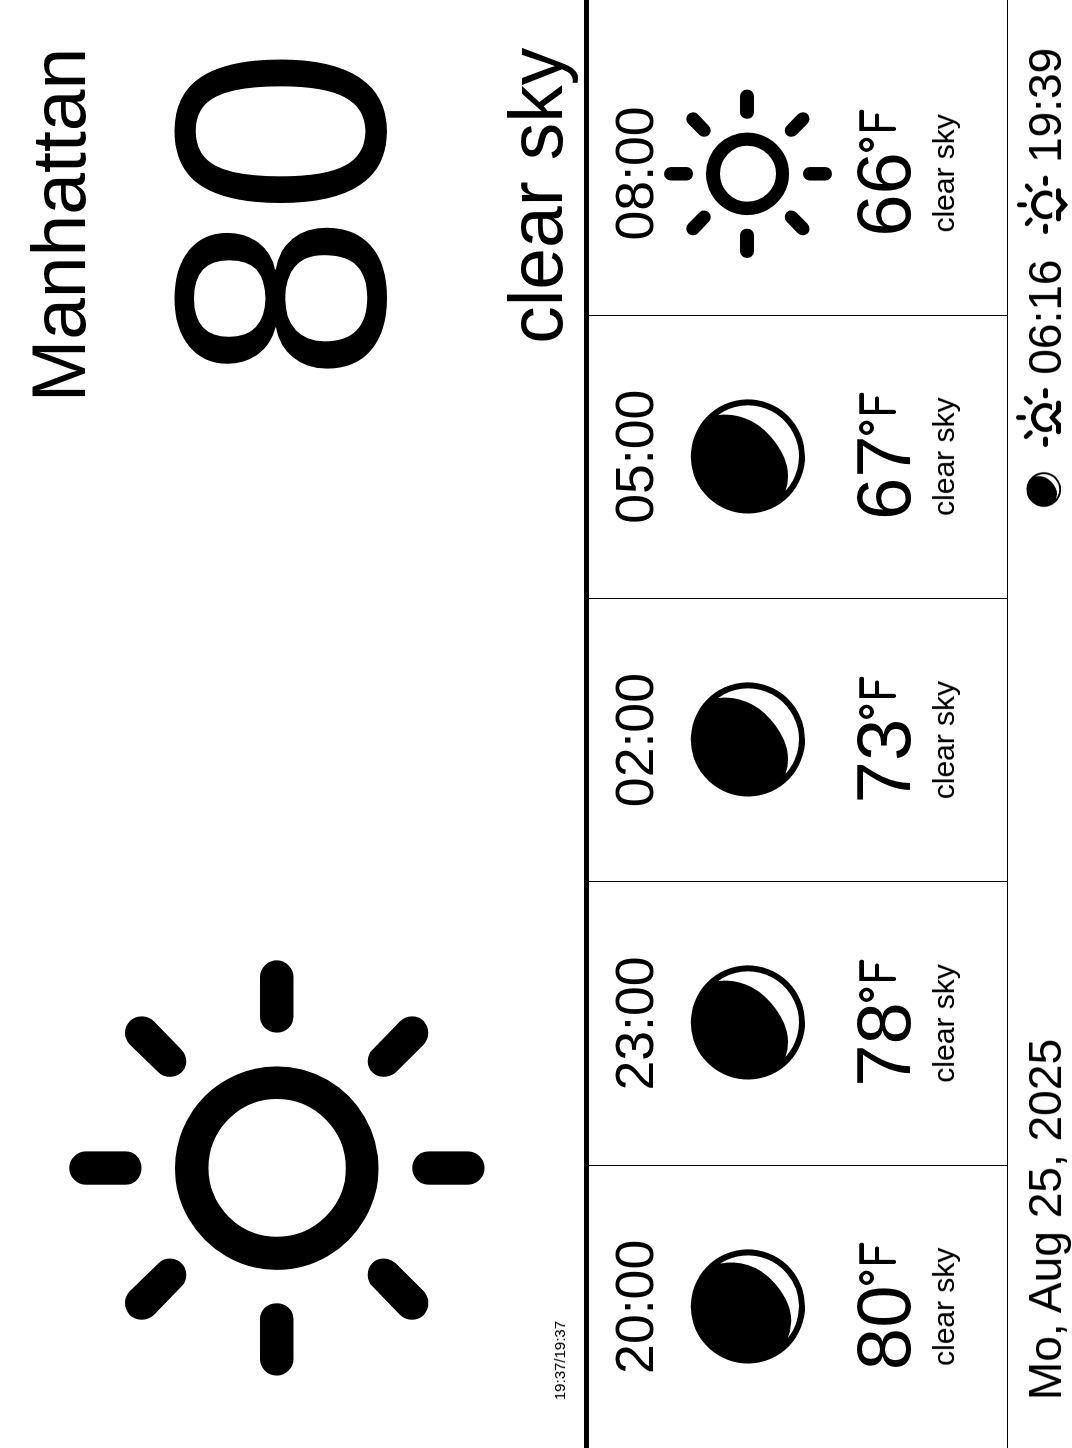 Manhattan
80
clear sky
19:37/19:37
20:00 23:00 02:00 05:00 08:00
80°F 78°F 73°F 67°F 66°F
clear sky clear sky clear sky clear sky clear sky
Mo, Aug 25, 2025 06:16 19:39